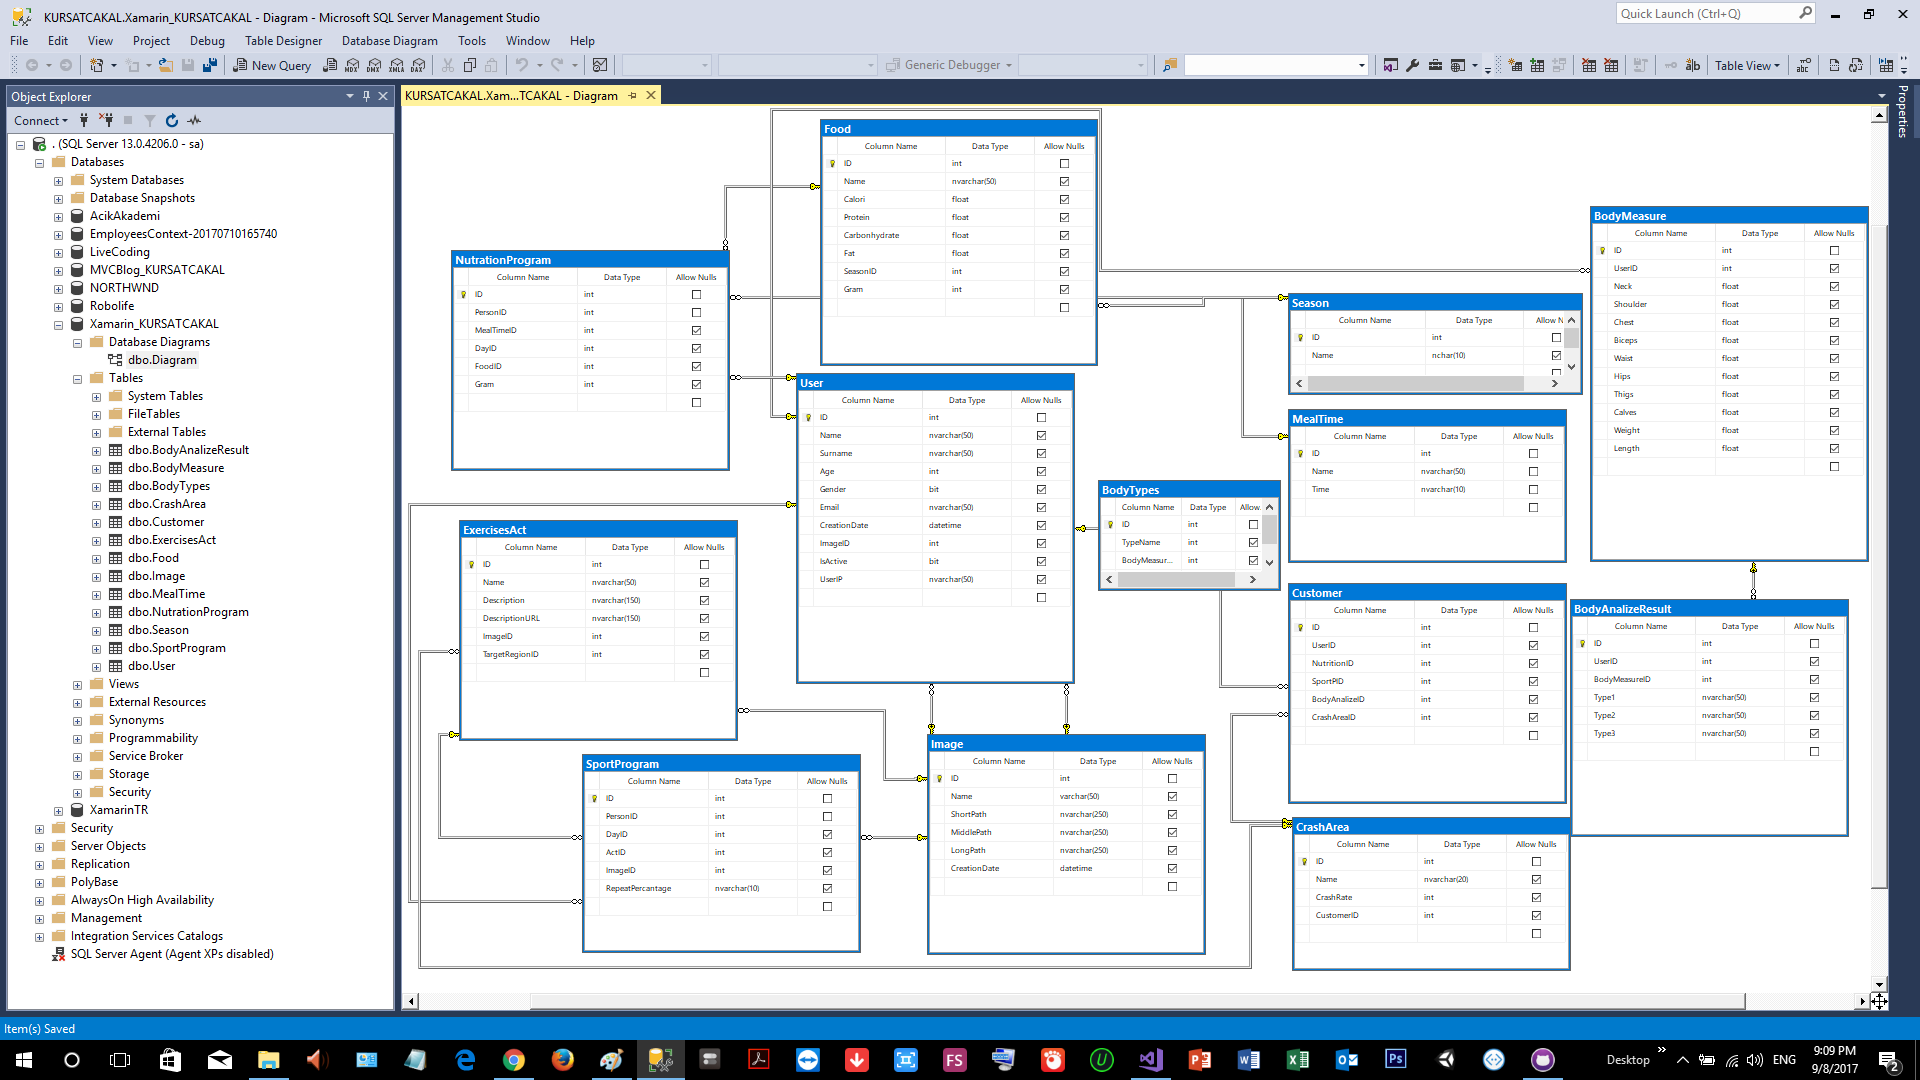 KURSATCAKAL.Xamarin_KURSATCAKAL - Diagram - Microsoft SQL Server Management Studio
Quick Launch (Ctrl+Q)
File Edit View Project Debug Table Designer Database Diagram Tools Window Help
New Query MDX DMX XMLA DAX Generic Debugger Table View
Object Explorer
Connect
. (SQL Server 13.0.4206.0 - sa)
Databases
System Databases
Database Snapshots
AcikAkademi
EmployeesContext-20170710165740
LiveCoding
MVCBlog_KURSATCAKAL
NORTHWND
Robolife
Xamarin_KURSATCAKAL
Database Diagrams
dbo.Diagram
Tables
System Tables
FileTables
External Tables
dbo.BodyAnalizeResult
dbo.BodyMeasure
dbo.BodyTypes
dbo.CrashArea
dbo.Customer
dbo.ExercisesAct
dbo.Food
dbo.Image
dbo.MealTime
dbo.NutrationProgram
dbo.Season
dbo.SportProgram
dbo.User
Views
External Resources
Synonyms
Programmability
Service Broker
Storage
Security
XamarinTR
Security
Server Objects
Replication
PolyBase
AlwaysOn High Availability
Management
Integration Services Catalogs
SQL Server Agent (Agent XPs disabled)
KURSATCAKAL.Xam...TCAKAL - Diagram
Properties
Food
Column Name Data Type Allow Nulls
ID int
Name nvarchar(50)
Calori float
Protein float
Carbonhydrate float
Fat float
SeasonID int
Gram int
NutrationProgram
Column Name Data Type Allow Nulls
ID int
PersonID int
MealTimeID int
DayID int
FoodID int
Gram int
User
Column Name Data Type Allow Nulls
ID int
Name nvarchar(50)
Surname nvarchar(50)
Age int
Gender bit
Email nvarchar(50)
CreationDate datetime
ImageID int
IsActive bit
UserIP nvarchar(50)
Season
Column Name Data Type Allow N
ID int
Name nchar(10)
MealTime
Column Name Data Type Allow Nulls
ID int
Name nvarchar(50)
Time nvarchar(10)
BodyMeasure
Column Name Data Type Allow Nulls
ID int
UserID int
Neck float
Shoulder float
Chest float
Biceps float
Waist float
Hips float
Thigs float
Calves float
Weight float
Length float
BodyTypes
Column Name Data Type Allow
ID int
TypeName int
BodyMeasur... int
ExercisesAct
Column Name Data Type Allow Nulls
ID int
Name nvarchar(50)
Description nvarchar(150)
DescriptionURL nvarchar(150)
ImageID int
TargetRegionID int
Customer
Column Name Data Type Allow Nulls
ID int
UserID int
NutritionID int
SportPID int
BodyAnalizeID int
CrashAreaID int
BodyAnalizeResult
Column Name Data Type Allow Nulls
ID int
UserID int
BodyMeasureID int
Type1 nvarchar(50)
Type2 nvarchar(50)
Type3 nvarchar(50)
SportProgram
Column Name Data Type Allow Nulls
ID int
PersonID int
DayID int
ActID int
ImageID int
RepeatPercantage nvarchar(10)
Image
Column Name Data Type Allow Nulls
ID int
Name varchar(50)
ShortPath nvarchar(250)
MiddlePath nvarchar(250)
LongPath nvarchar(250)
CreationDate datetime
CrashArea
Column Name Data Type Allow Nulls
ID int
Name nvarchar(20)
CrashRate int
CustomerID int
Item(s) Saved
Desktop ENG 9:09 PM
9/8/2017 2